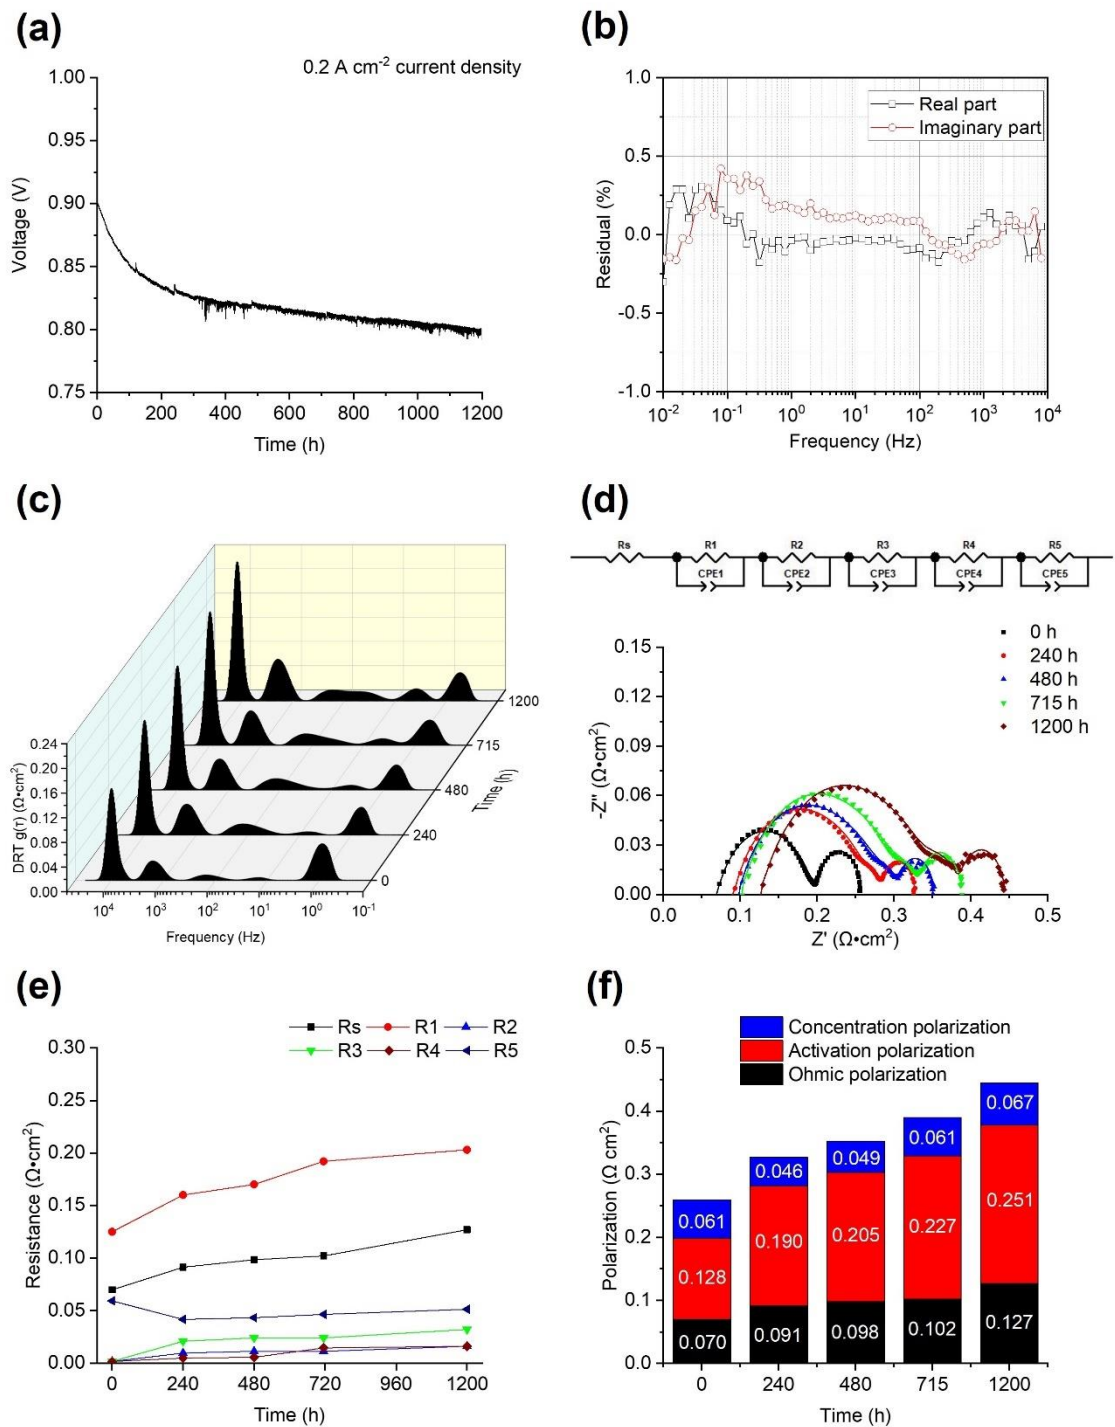 (a)
0.2 A cm⁻² current density
1.00
0.95
0.90
0.85
0.80
0.75
Voltage (V)
0 200 400 600 800 1000 1200
Time (h)
(b)
Real part
Imaginary part
1.0
0.5
0.0
-0.5
-1.0
Residual (%)
10⁻² 10⁻¹ 10⁰ 10¹ 10² 10³ 10⁴
Frequency (Hz)
(c)
0.24
0.20
0.16
0.12
0.08
0.04
0.00
DRT g(τ) (Ω•cm²)
10⁴ 10³ 10² 10¹ 10⁰ 10⁻¹
Frequency (Hz)
1200
715
480
240
0
Time (h)
(d)
Rs R1 R2 R3 R4 R5
CPE1 CPE2 CPE3 CPE4 CPE5
0 h
240 h
480 h
715 h
1200 h
0.15
0.12
0.09
0.06
0.03
0.00
-Z'' (Ω•cm²)
0.0 0.1 0.2 0.3 0.4 0.5
Z' (Ω•cm²)
(e)
Rs R1 R2
R3 R4 R5
0.30
0.25
0.20
0.15
0.10
0.05
0.00
Resistance (Ω•cm²)
0 240 480 720 960 1200
Time (h)
(f)
Concentration polarization
Activation polarization
Ohmic polarization
0.5
0.4
0.3
0.2
0.1
0.0
Polarization (Ω cm²)
0.061 0.046 0.049 0.061 0.067
0.128 0.190 0.205 0.227 0.251
0.070 0.091 0.098 0.102 0.127
0 240 480 715 1200
Time (h)